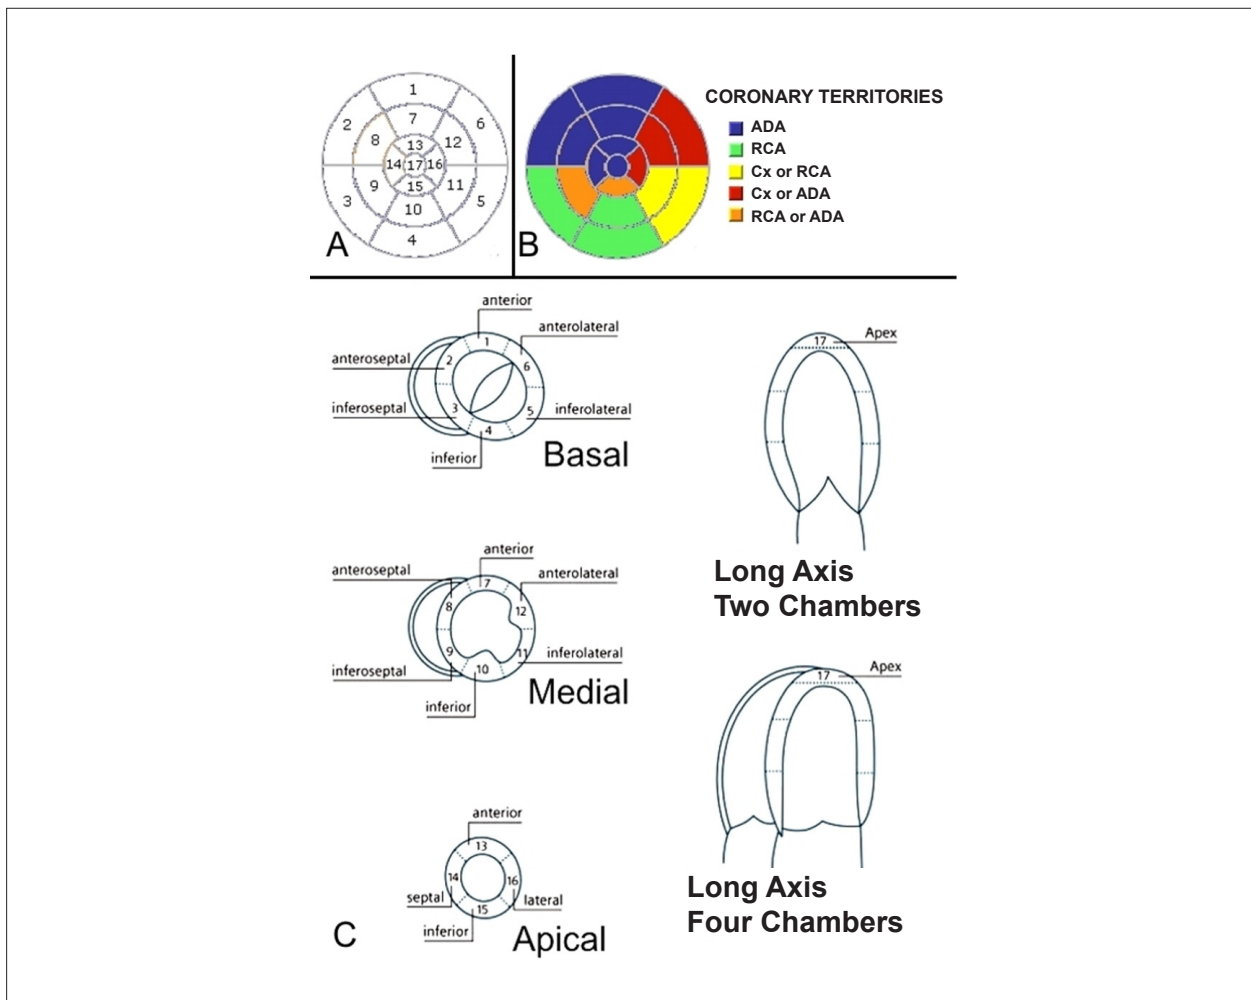 1
2
6
7
8
12
13
14
17
16
15
9
11
3
10
5
4
A
B
CORONARY TERRITORIES
ADA
RCA
Cx or RCA
Cx or ADA
RCA or ADA
anterior
anterolateral
anteroseptal
1
2
6
inferoseptal
3
5
inferolateral
4
inferior
Basal
17
Apex
Long Axis
Two Chambers
anterior
anteroseptal
anterolateral
7
8
12
9
11
inferolateral
10
inferoseptal
inferior
Medial
17
Apex
Long Axis
Four Chambers
anterior
13
14
16
septal
15
lateral
inferior
C
Apical